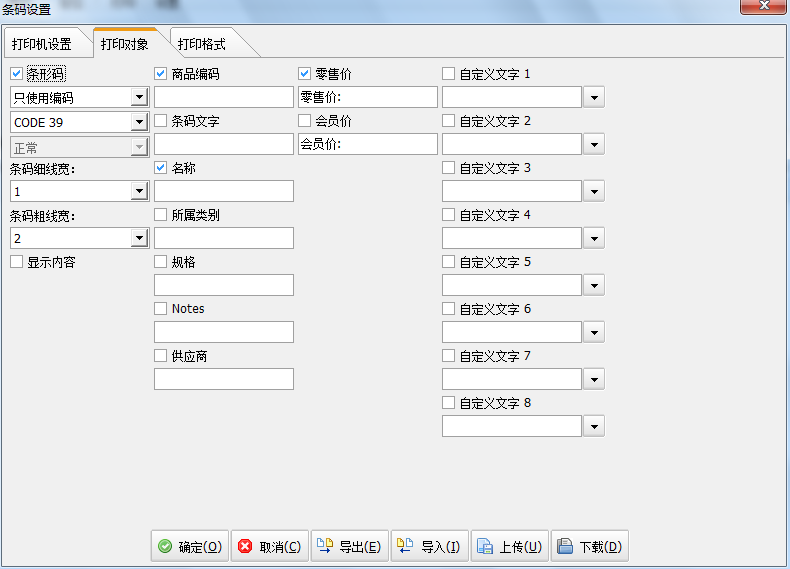 条码设置
打印机设置 打印对象 打印格式
条形码 商品编码 零售价 自定义文字 1
只使用编码 零售价:
CODE 39 条码文字 会员价 自定义文字 2
正常 会员价:
条码细线宽: 名称 自定义文字 3
1
条码粗线宽: 所属类别 自定义文字 4
2
显示内容 规格 自定义文字 5
Notes 自定义文字 6
供应商 自定义文字 7
自定义文字 8
确定(O) 取消(C) 导出(E) 导入(I) 上传(U) 下载(D)